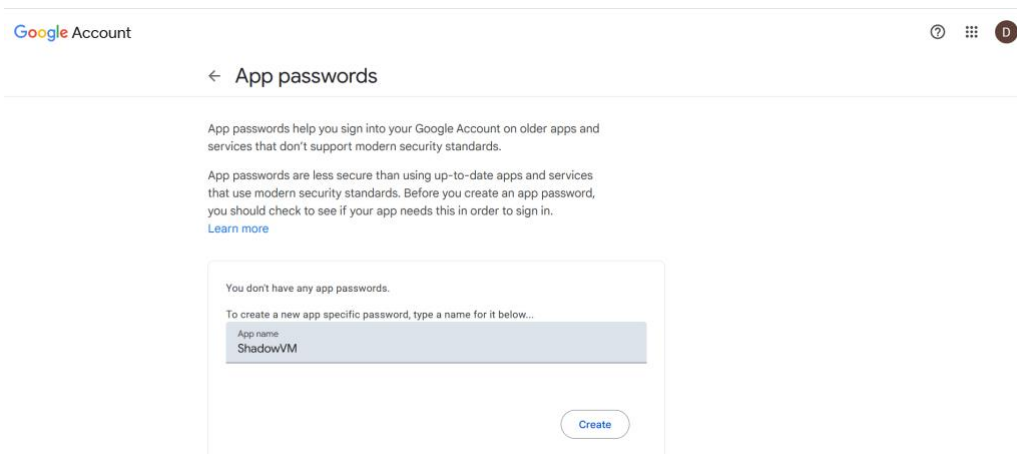 Google Account
D
App passwords
App passwords help you sign into your Google Account on older apps and
services that don't support modern security standards.
App passwords are less secure than using up-to-date apps and services
that use modern security standards. Before you create an app password,
you should check to see if your app needs this in order to sign in.
Learn more
You don't have any app passwords.
To create a new app specific password, type a name for it below...
App name
ShadowVM
Create